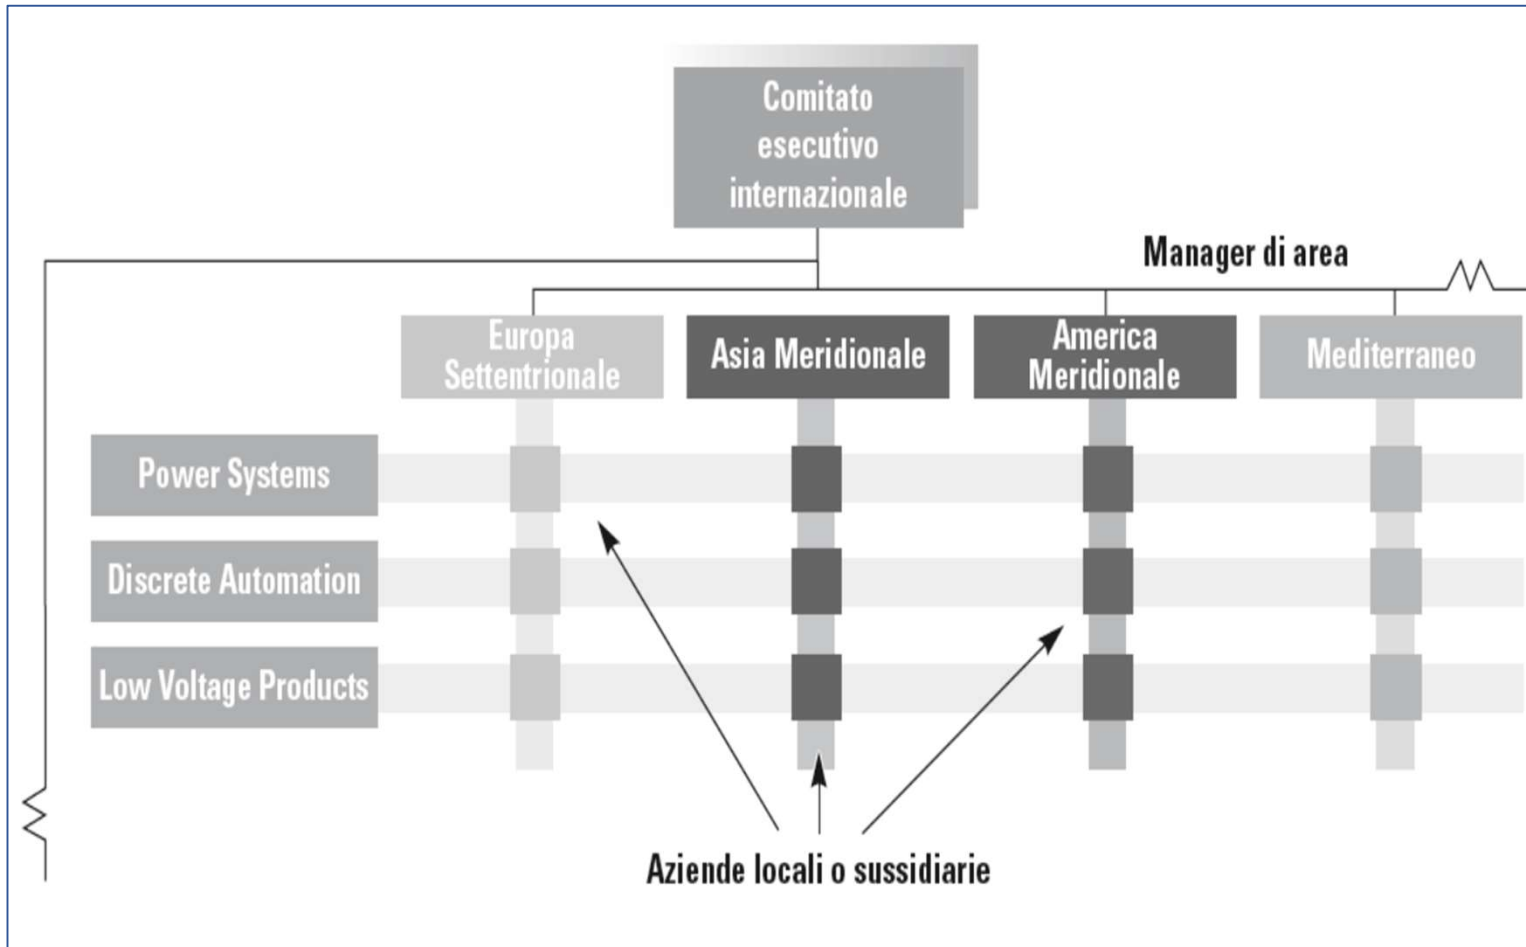 Comitato
esecutivo
internazionale
Manager di area
Europa
Settentrionale
Asia Meridionale
America
Meridionale
Mediterraneo
Power Systems
Discrete Automation
Low Voltage Products
Aziende locali o sussidiarie